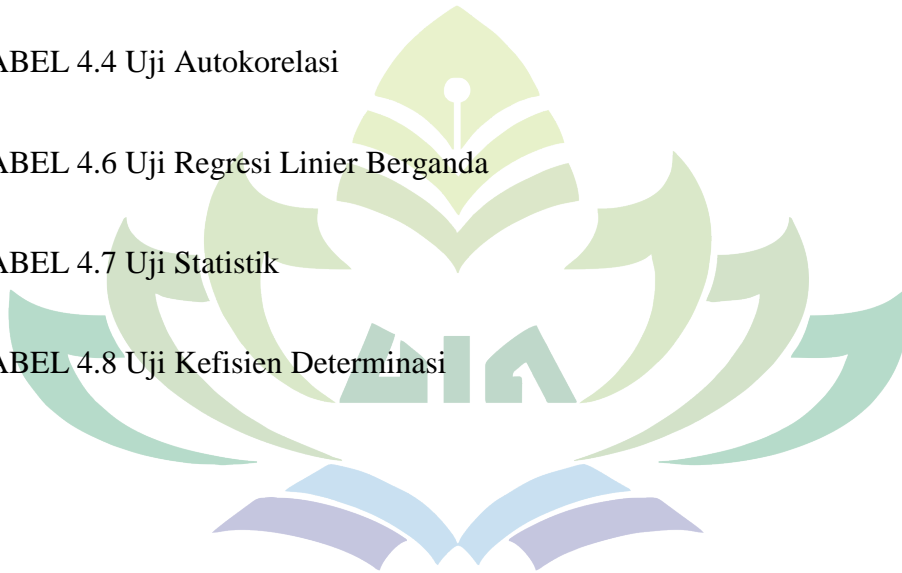 ABEL 4.4 Uji Autokorelasi
ABEL 4.6 Uji Regresi Linier Berganda
ABEL 4.7 Uji Statistik
ABEL 4.8 Uji Kefisien Determinasi